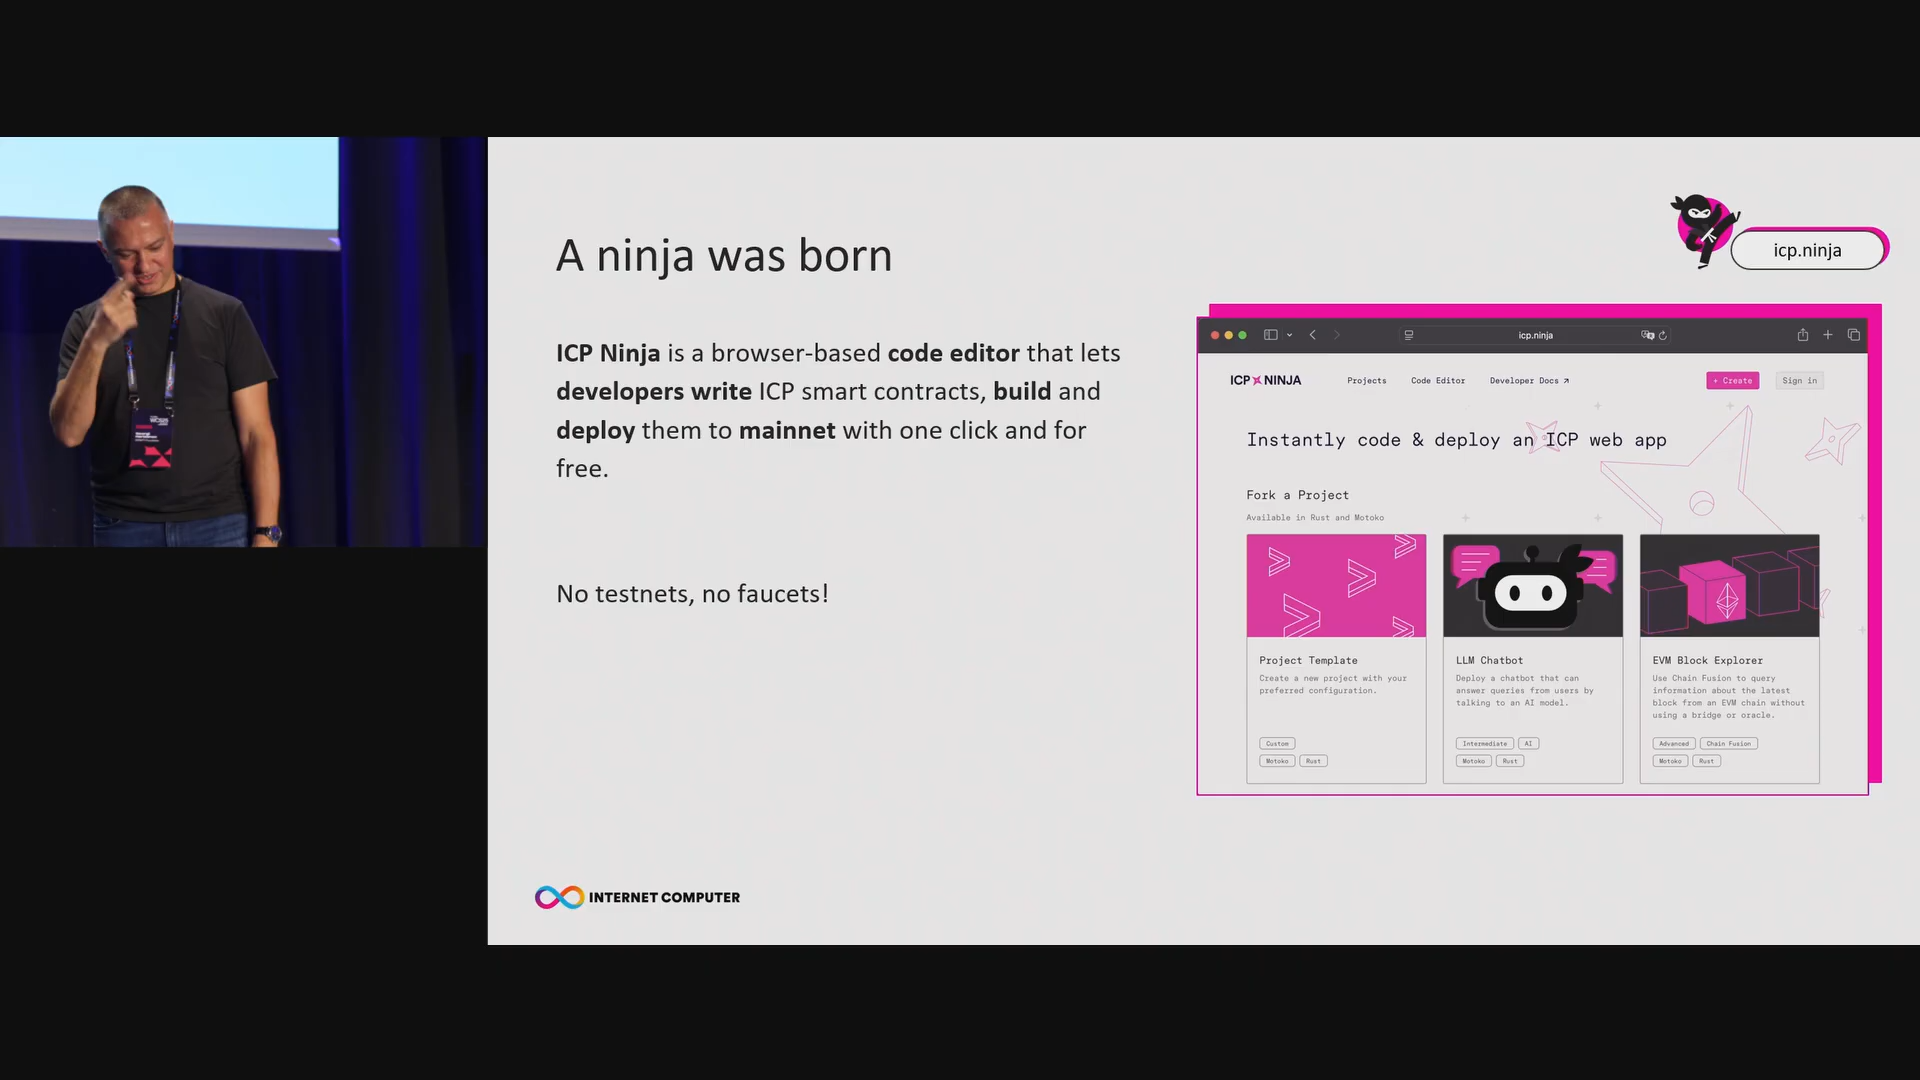 A ninja was born
icp.ninja
ICP Ninja is a browser-based code editor that lets
developers write ICP smart contracts, build and
deploy them to mainnet with one click and for
free.
No testnets, no faucets!
icp.ninja
ICP NINJA
Projects
Code Editor
Developer Docs ↗
+ Create
Sign in
Instantly code & deploy an ICP web app
Fork a Project
Available in Rust and Motoko
Project Template
Create a new project with your
preferred configuration.
Custom
Motoko
Rust
LLM Chatbot
Deploy a chatbot that can
answer queries from users by
talking to an AI model.
Intermediate
AI
Motoko
Rust
EVM Block Explorer
Use Chain Fusion to query
information about the latest
block from an EVM chain without
using a bridge or oracle.
Advanced
Chain Fusion
Motoko
Rust
INTERNET COMPUTER